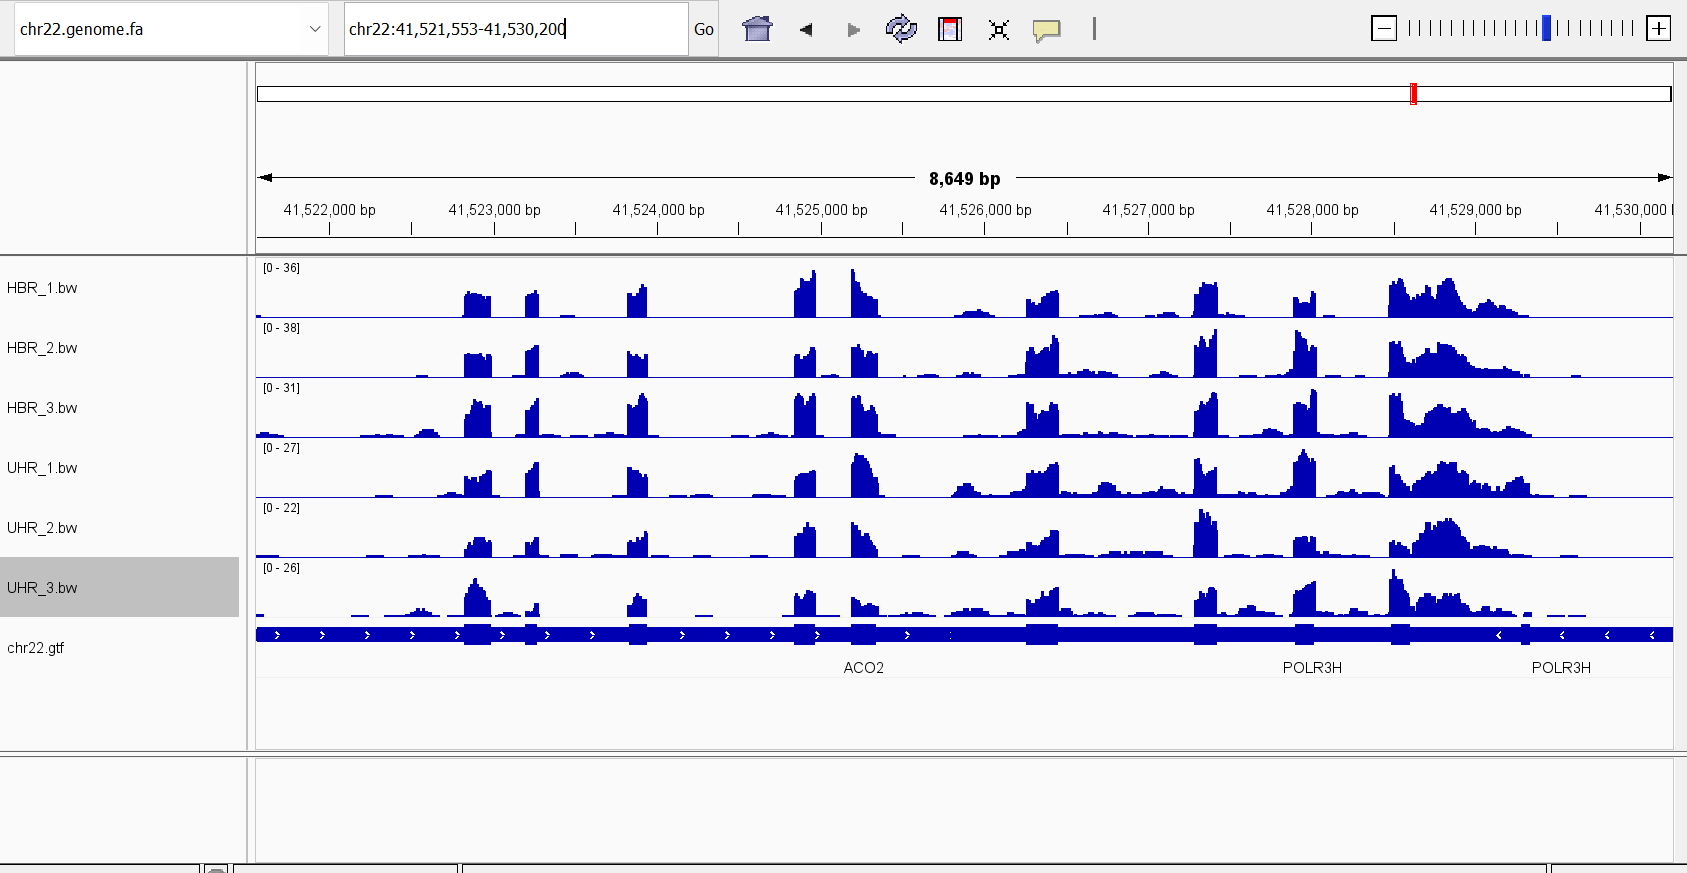 chr22.genome.fa
chr22:41,521,553-41,530,200
Go
8,649 bp
41,522,000 bp 41,523,000 bp 41,524,000 bp 41,525,000 bp 41,526,000 bp 41,527,000 bp 41,528,000 bp 41,529,000 bp 41,530,000
HBR_1.bw [0 - 36]
HBR_2.bw [0 - 38]
HBR_3.bw [0 - 31]
UHR_1.bw [0 - 27]
UHR_2.bw [0 - 22]
UHR_3.bw [0 - 26]
chr22.gtf
ACO2 POLR3H POLR3H